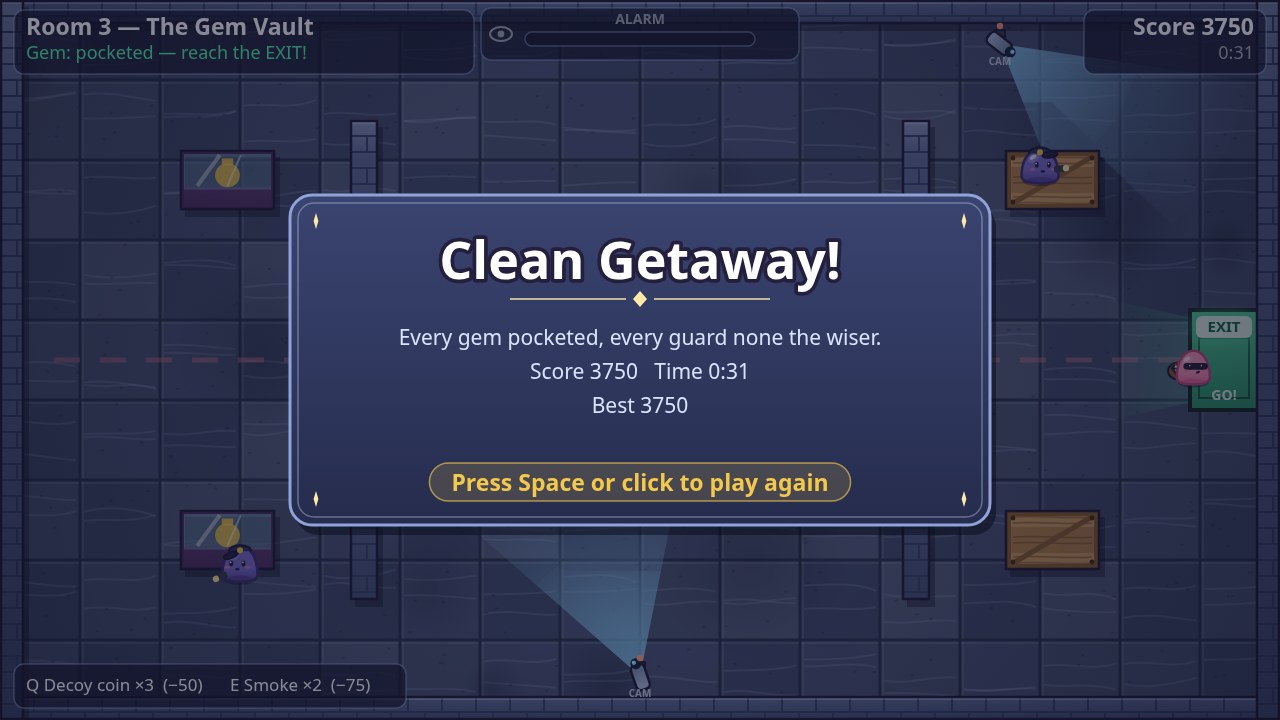 Room 3 — The Gem Vault
Gem: pocketed — reach the EXIT!
ALARM
Score 3750
0:31
CAM
EXIT
GO!
Clean Getaway!
Every gem pocketed, every guard none the wiser.
Score 3750 Time 0:31
Best 3750
Press Space or click to play again
CAM
Q Decoy coin ×3 (−50) E Smoke ×2 (−75)